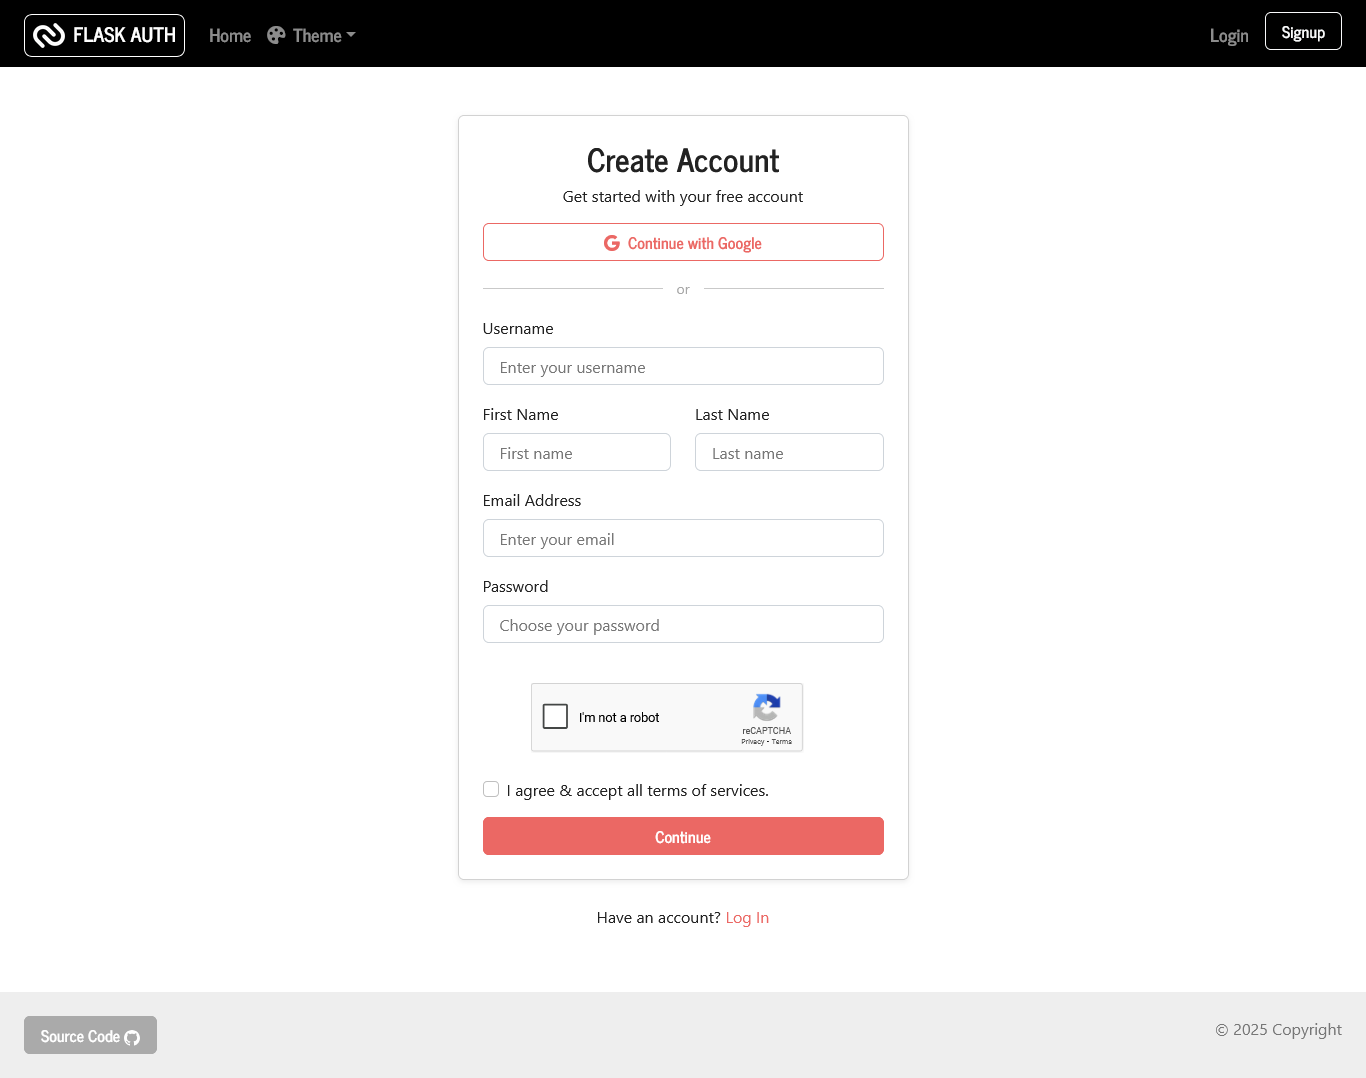 FLASK AUTH Home Theme Login Signup
Create Account
Get started with your free account
Continue with Google
or
Username
Enter your username
First Name Last Name
First name Last name
Email Address
Enter your email
Password
Choose your password
I'm not a robot
reCAPTCHA
Privacy - Terms
I agree & accept all terms of services.
Continue
Have an account? Log In
Source Code © 2025 Copyright